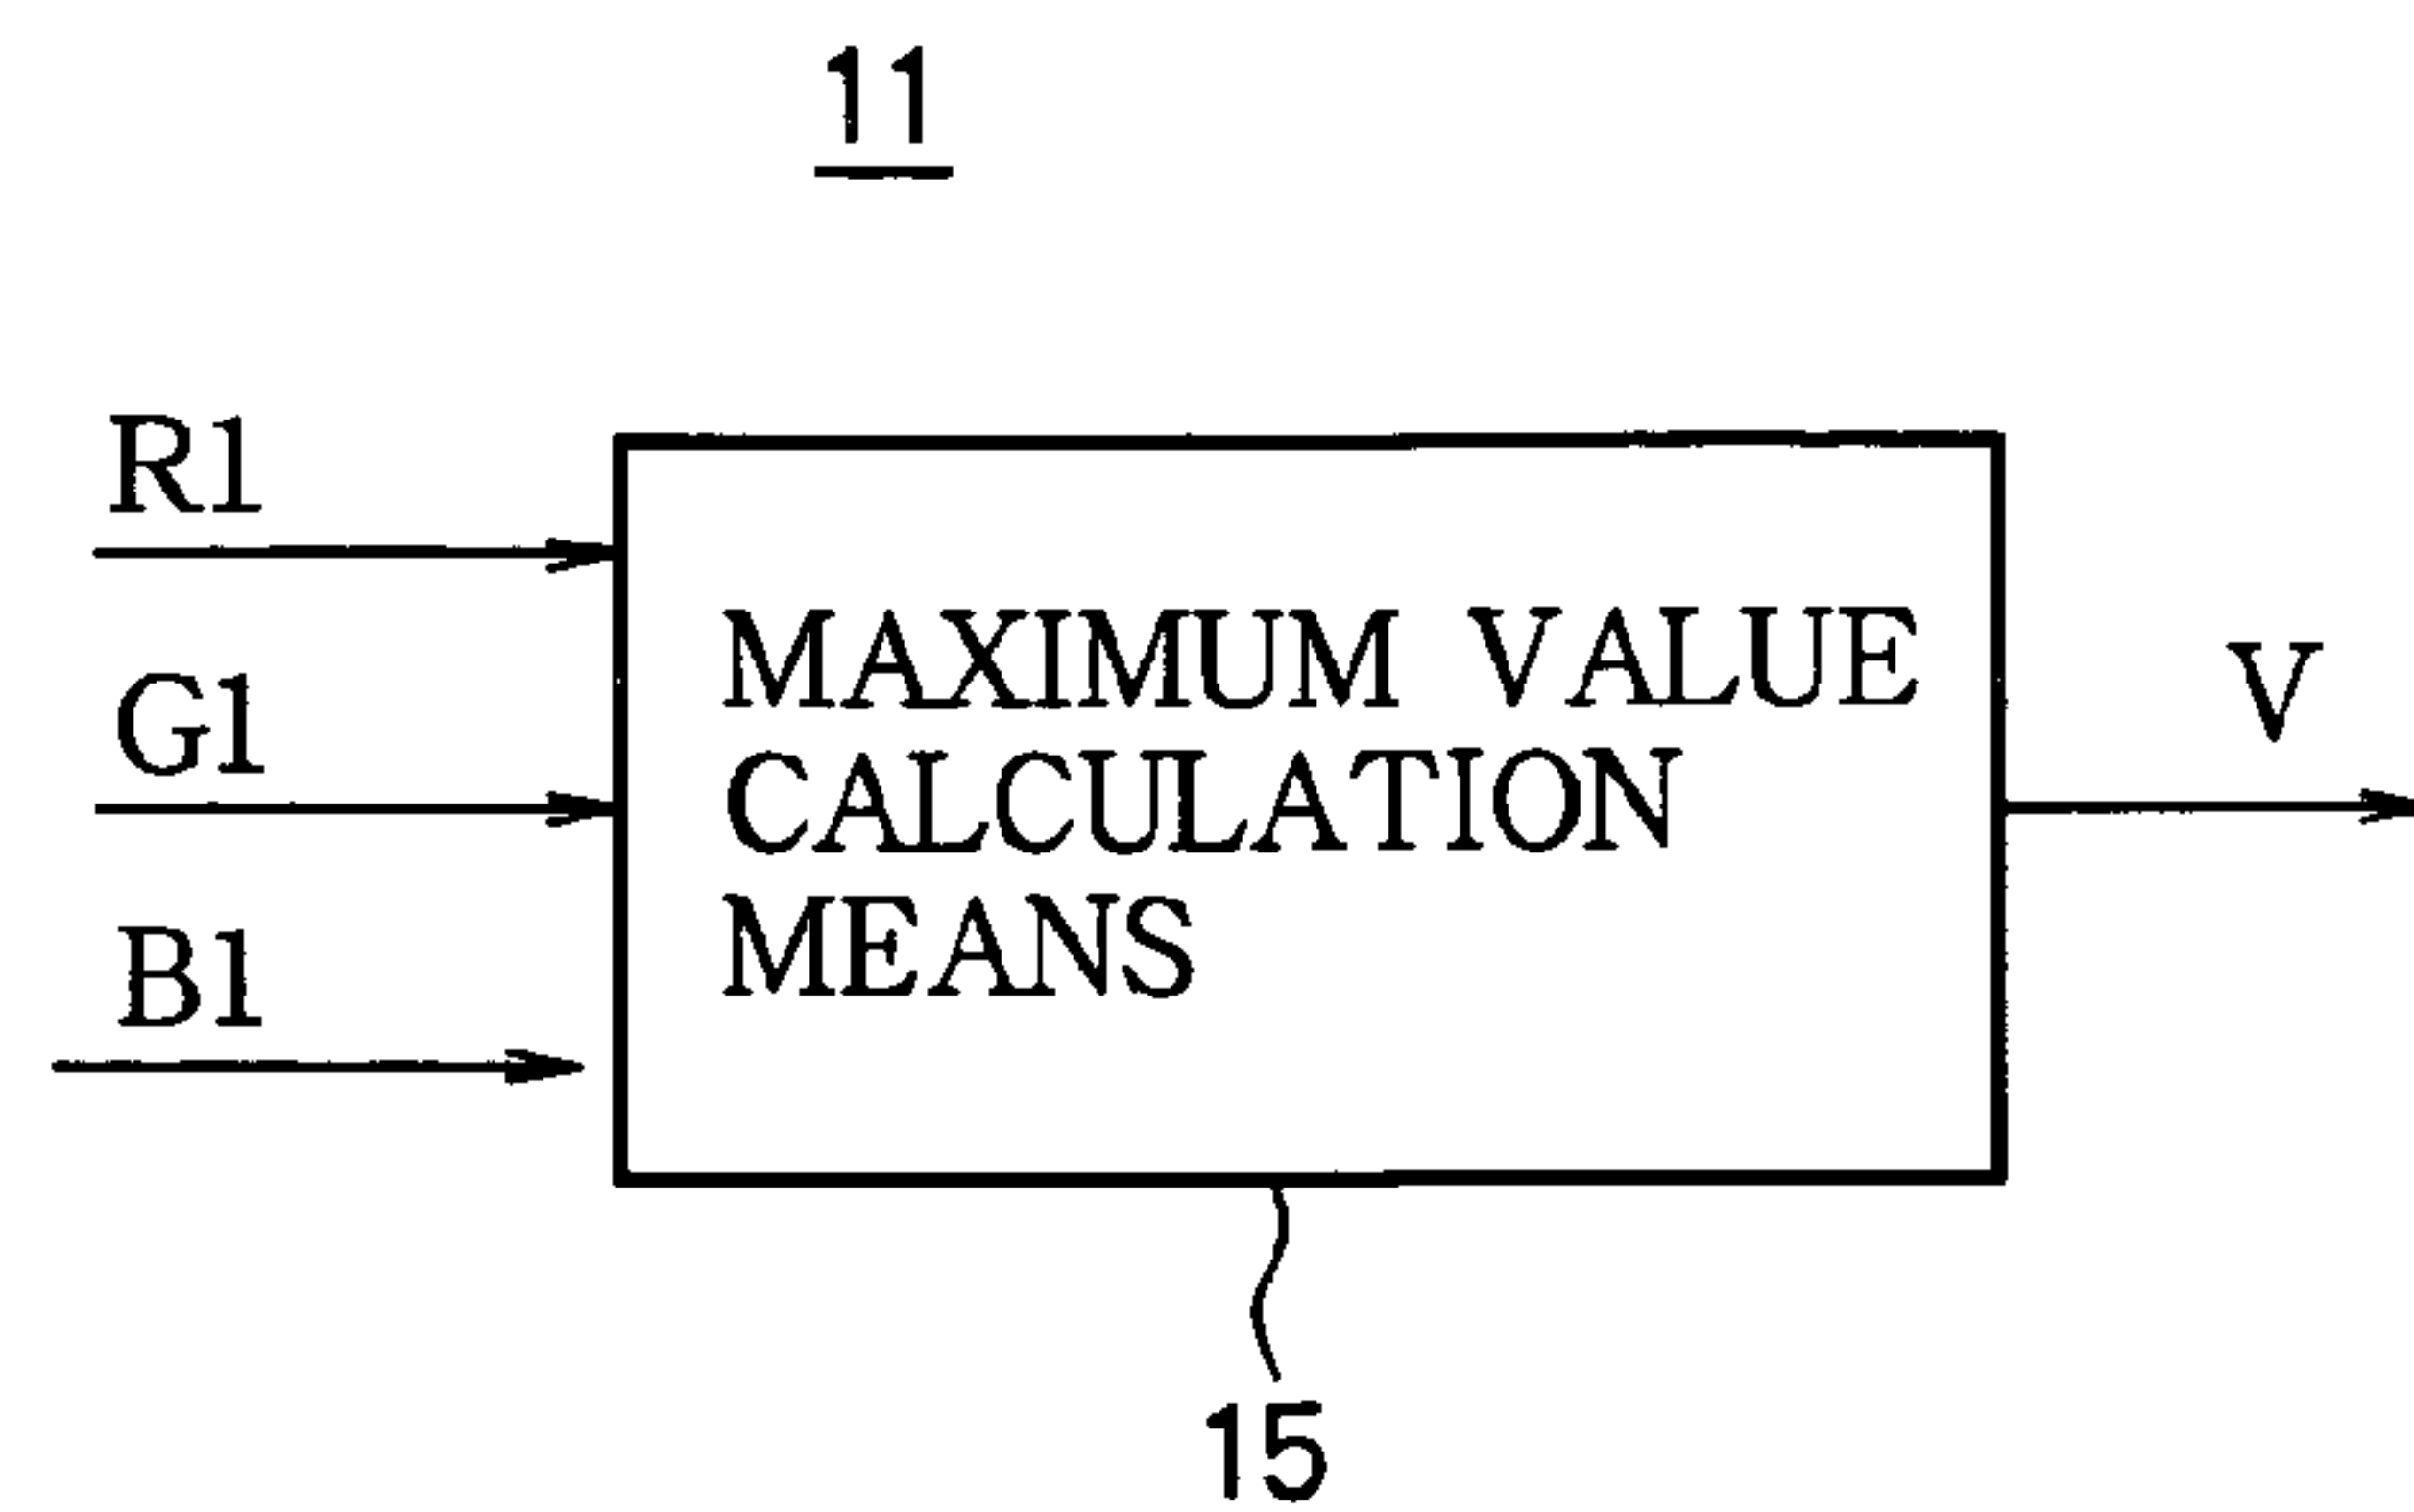 11
R1
G1
B1
MAXIMUM VALUE
CALCULATION
MEANS
V
15